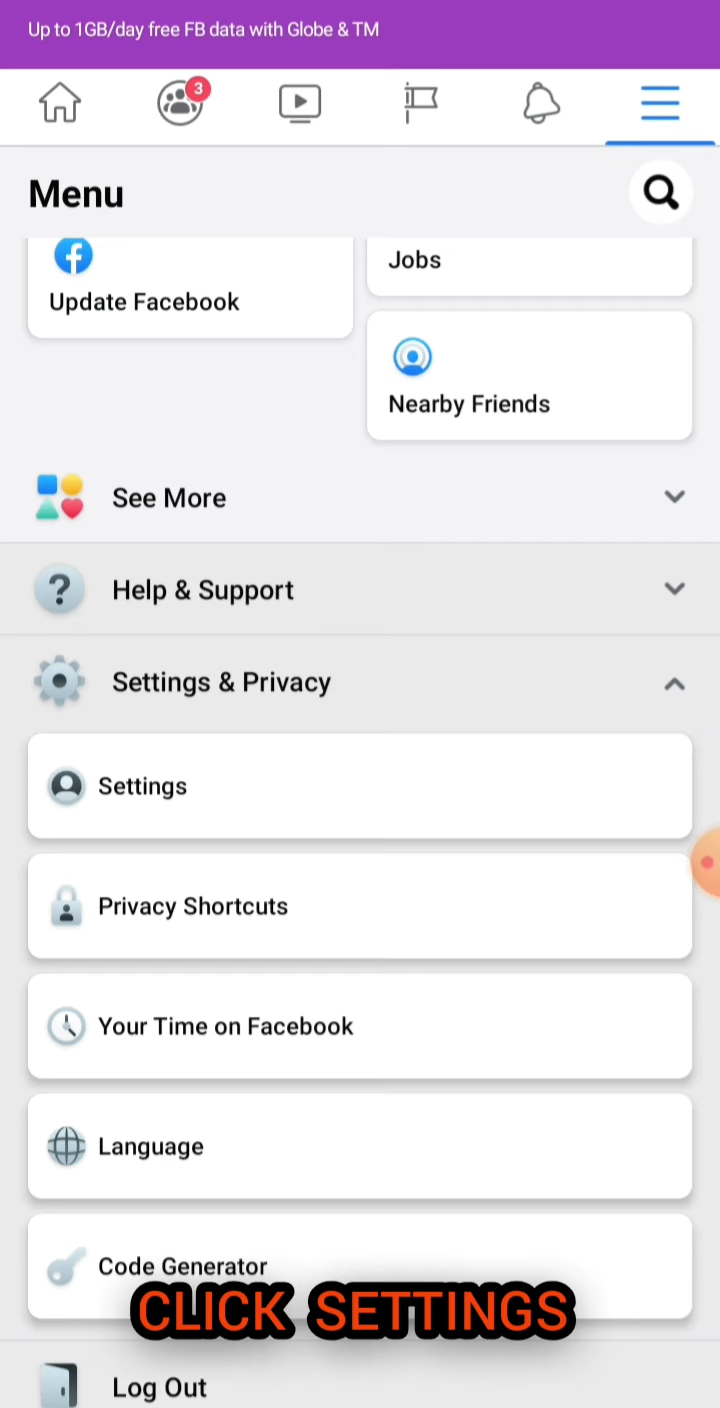 Up to 1GB/day free FB data with Globe & TM
3
Menu
Update Facebook
Jobs
Nearby Friends
See More
Help & Support
Settings & Privacy
Settings
Privacy Shortcuts
Your Time on Facebook
Language
Code Generator
CLICK SETTINGS
Log Out